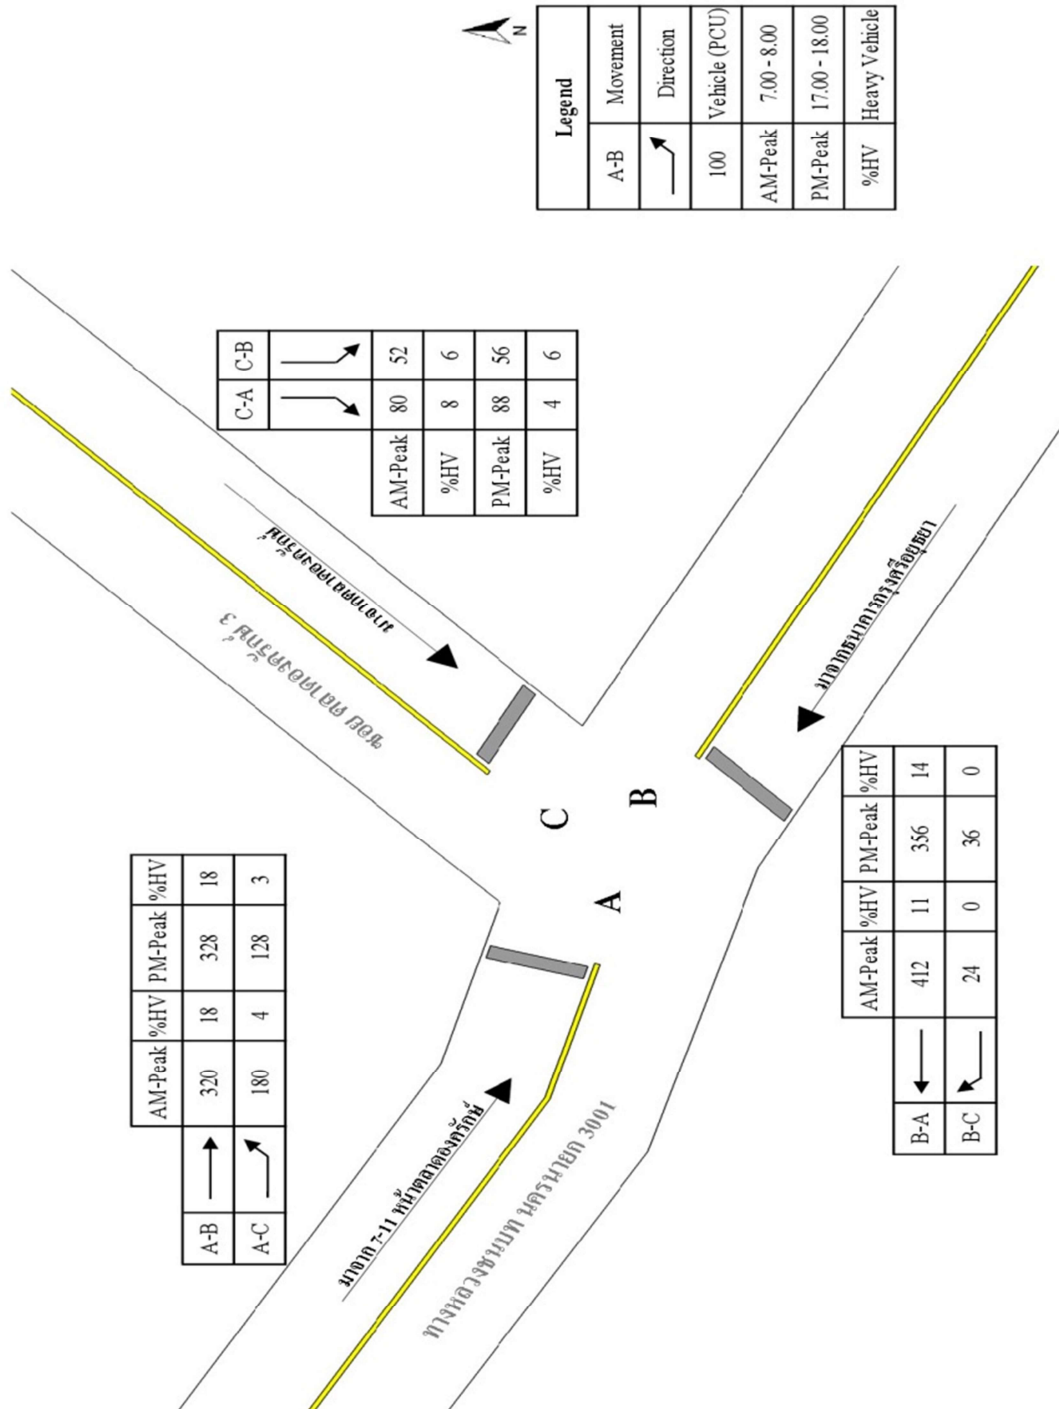 AM-Peak %HV PM-Peak %HV
A-B 320 18 328 18
A-C 180 4 128 3
C-A C-B
AM-Peak 80 52
%HV 8 6
PM-Peak 88 56
%HV 4 6
มาจากตลาดองครักษ์
ซอย ตลาดองครักษ์ 3
มาจาก 7-11 หน้าตลาดองครักษ์
ทางหลวงชนบท นครนายก 3001
C
B
A
มาจากธนาคารกรุงศรีอยุธยา
AM-Peak %HV PM-Peak %HV
B-A 412 11 356 14
B-C 24 0 36 0
N
Legend
A-B Movement
Direction
100 Vehicle (PCU)
AM-Peak 7.00 - 8.00
PM-Peak 17.00 - 18.00
%HV Heavy Vehicle